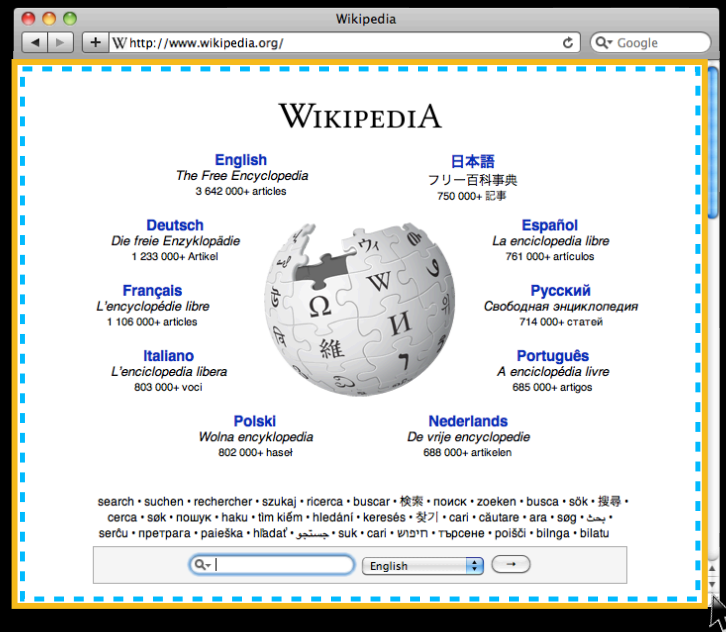 Wikipedia
http://www.wikipedia.org/
Google
WIKIPEDIA
English
The Free Encyclopedia
3 642 000+ articles
日本語
フリー百科事典
750 000+ 記事
Deutsch
Die freie Enzyklopädie
1 233 000+ Artikel
Español
La enciclopedia libre
761 000+ artículos
Français
L'encyclopédie libre
1 106 000+ articles
Русский
Свободная энциклопедия
714 000+ статей
Italiano
L'enciclopedia libera
803 000+ voci
Português
A enciclopédia livre
685 000+ artigos
Polski
Wolna encyklopedia
802 000+ haseł
Nederlands
De vrije encyclopedie
688 000+ artikelen
Ω
W
И
維
ウィ
search • suchen • rechercher • szukaj • ricerca • buscar • 検索 • поиск • zoeken • busca • sök • 搜尋 •
cerca • søk • пошук • haku • tìm kiếm • hledání • keresés • 찾기 • cari • căutare • ara • søg • بحث •
serĉu • претрага • paieška • hľadať • جستجو • suk • cari • חיפוש • търсене • poišči • bilnga • bilatu
English